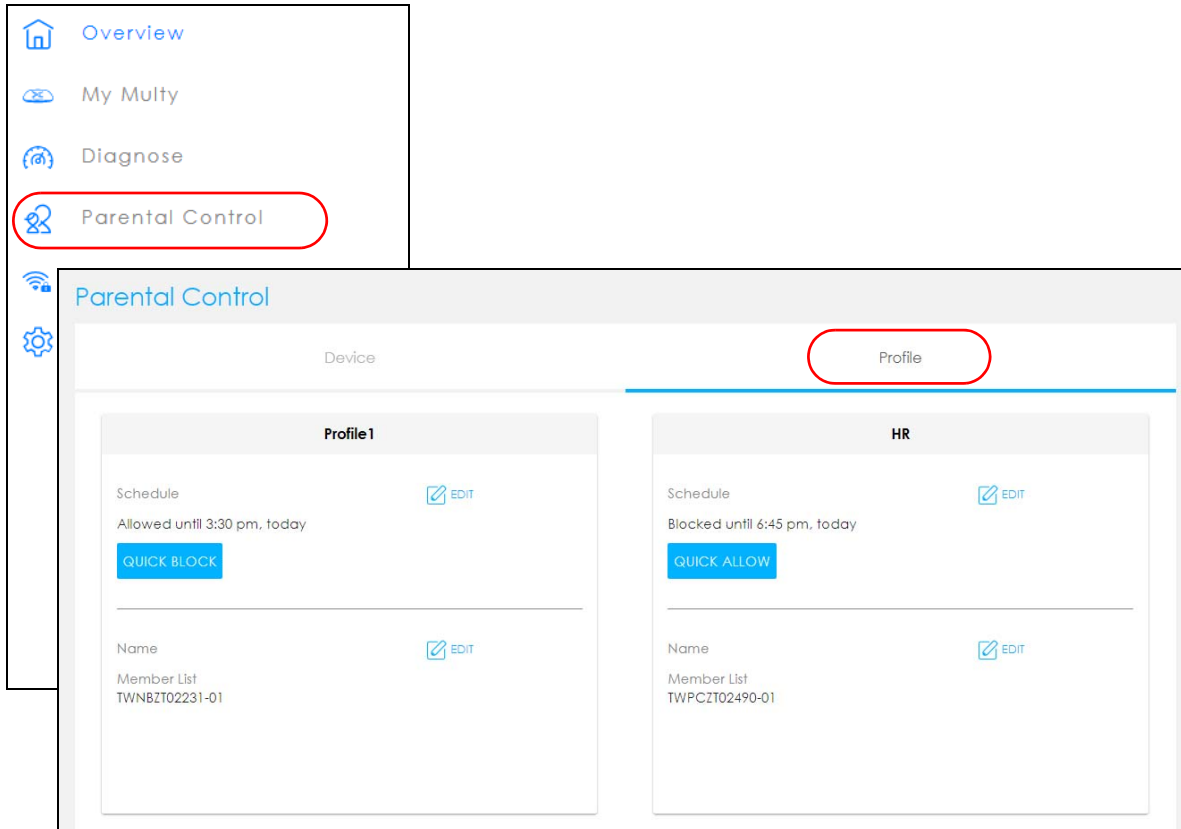 Overview
My Multy
Diagnose
Parental Control
Parental Control
Device
Profile
Profile1
Schedule
EDIT
Allowed until 3:30 pm, today
QUICK BLOCK
Name
EDIT
Member List
TWNBZT02231-01
HR
Schedule
EDIT
Blocked until 6:45 pm, today
QUICK ALLOW
Name
EDIT
Member List
TWPCZT02490-01